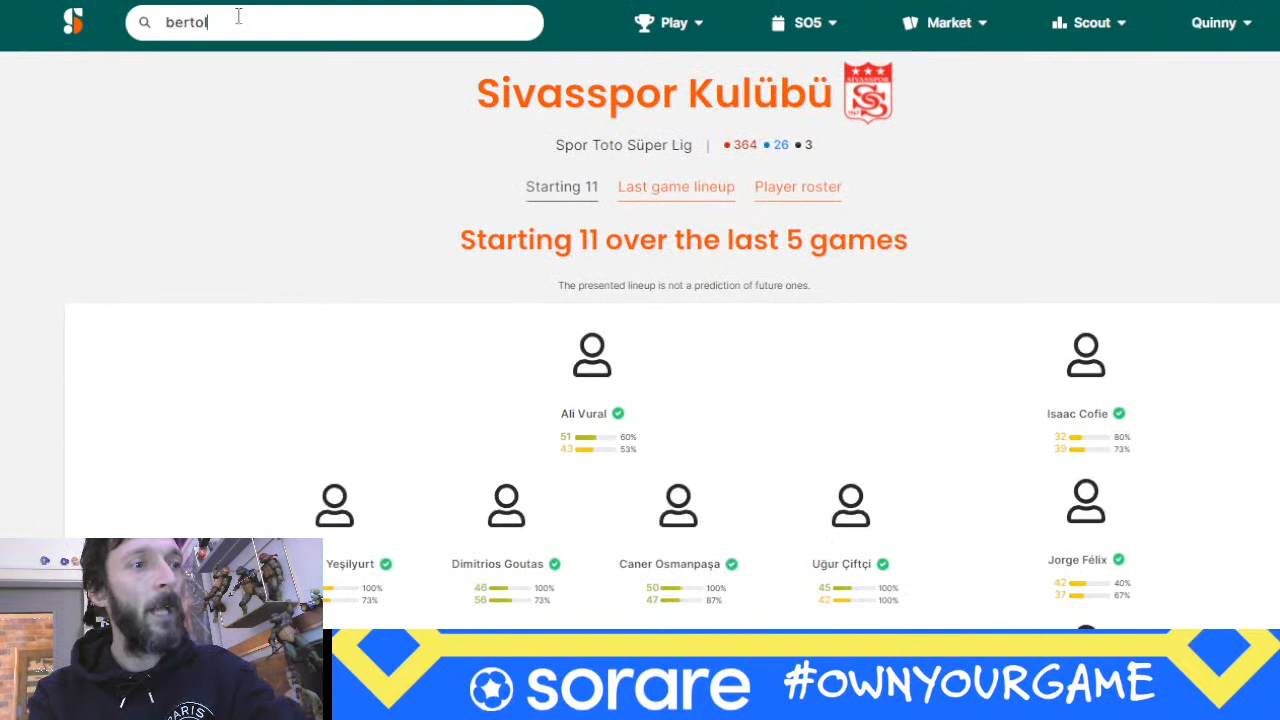 bertol
Play
SO5
Market
Scout
Quinny
Sivasspor Kulübü
Spor Toto Süper Lig | 364 26 3
Starting 11 Last game lineup Player roster
Starting 11 over the last 5 games
The presented lineup is not a prediction of future ones.
Ali Vural
51 60%
43 53%
Isaac Cofie
32 80%
39 73%
Yeşilyurt
100%
73%
Dimitrios Goutas
46 100%
56 73%
Caner Osmanpaşa
50 100%
47 87%
Uğur Çiftçi
45 100%
42 100%
Jorge Félix
42 40%
37 67%
PARIS
sorare #OWNYOURGAME